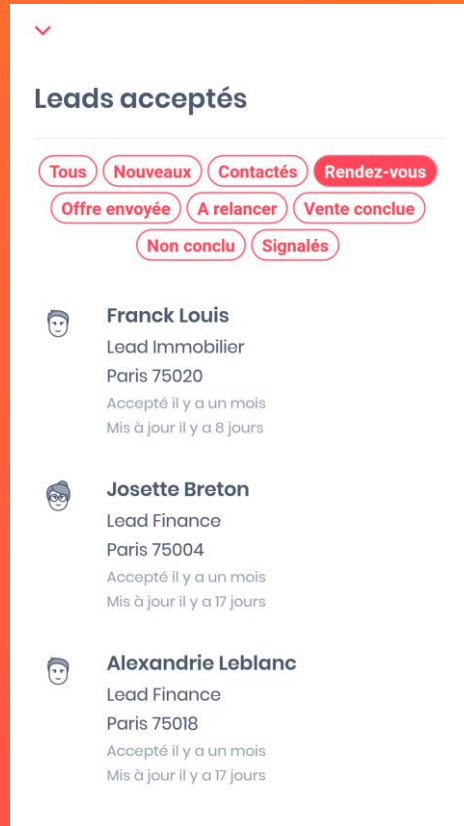 Leads acceptés
Tous Nouveaux Contactés Rendez-vous
Offre envoyée A relancer Vente conclue
Non conclu Signalés
Franck Louis
Lead Immobilier
Paris 75020
Accepté il y a un mois
Mis à jour il y a 8 jours
Josette Breton
Lead Finance
Paris 75004
Accepté il y a un mois
Mis à jour il y a 17 jours
Alexandrie Leblanc
Lead Finance
Paris 75018
Accepté il y a un mois
Mis à jour il y a 17 jours